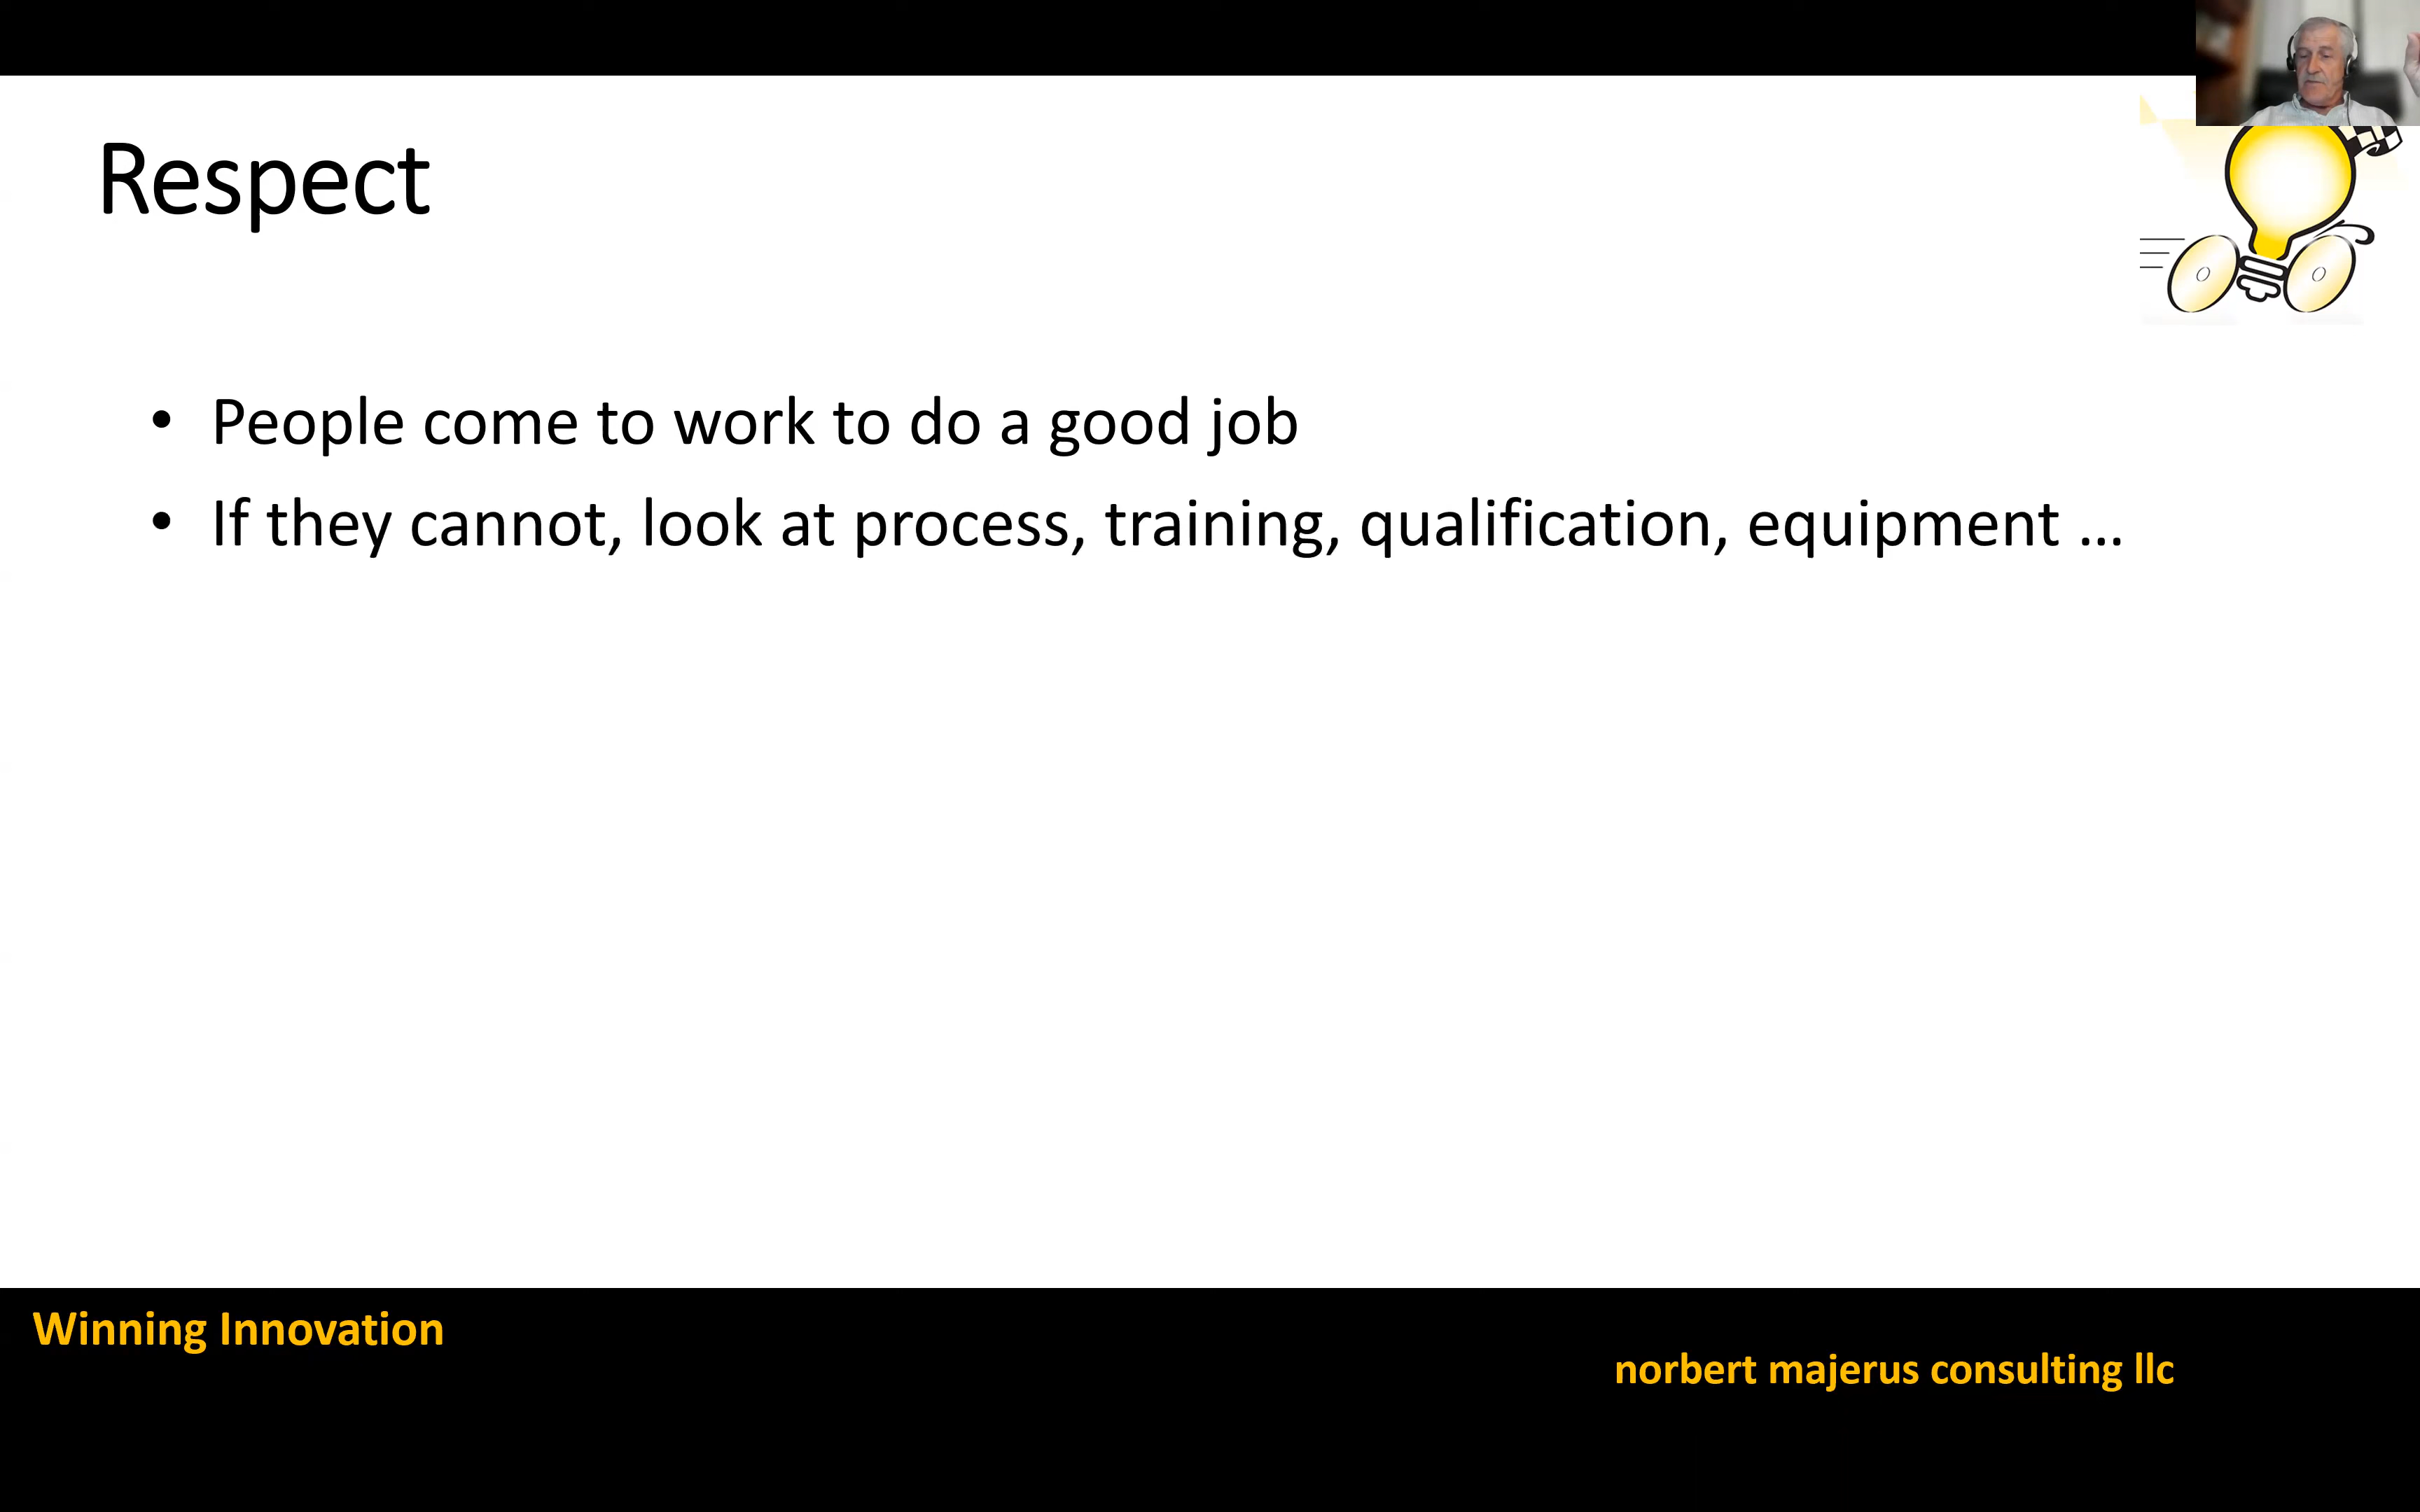 Respect
• People come to work to do a good job
• If they cannot, look at process, training, qualification, equipment ...
Winning Innovation
norbert majerus consulting llc